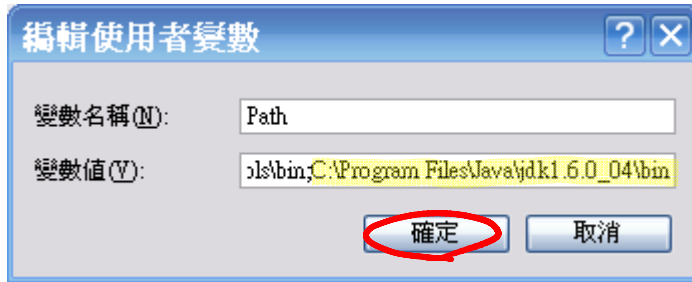 編輯使用者變數
變數名稱(N): Path
變數值(V): ols\bin;C:\Program Files\Java\jdk1.6.0_04\bin
確定 取消